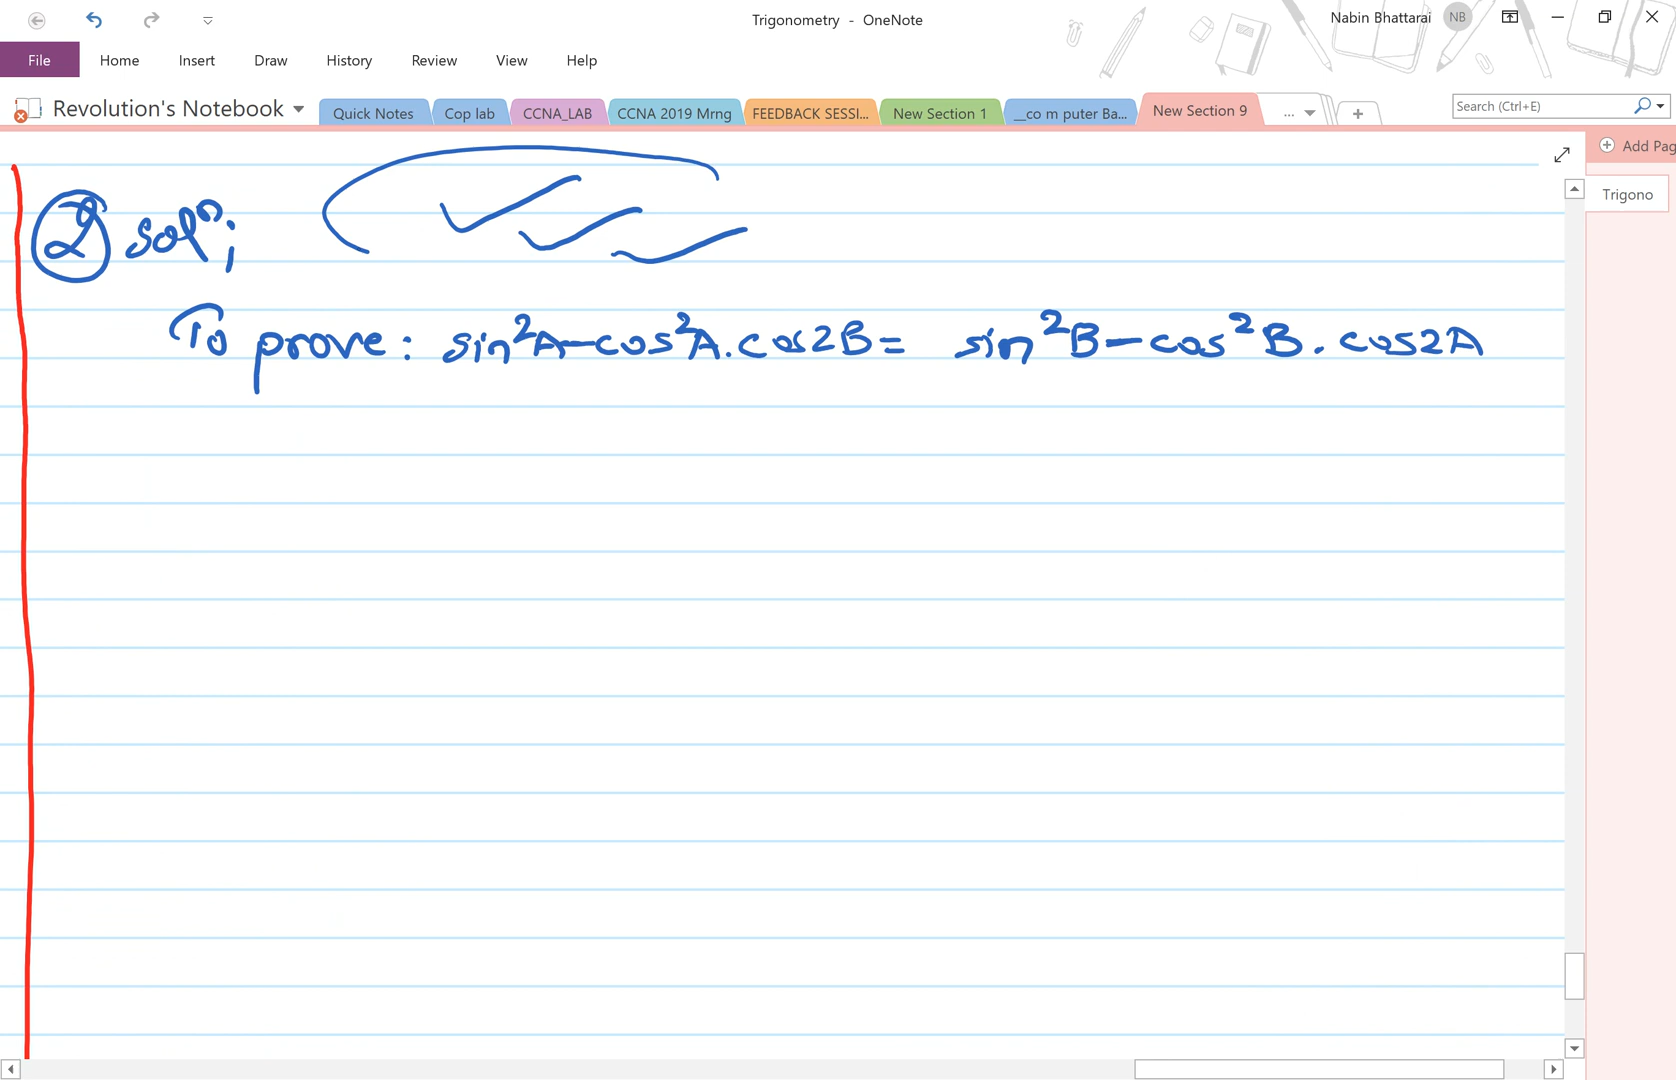 Trigonometry - OneNote
Nabin Bhattarai NB
File Home Insert Draw History Review View Help
Revolution's Notebook Quick Notes Cop lab CCNA_LAB CCNA 2019 Mrng FEEDBACK SESSI... New Section 1 __co m puter Ba... New Section 9 ... Search (Ctrl+E)
Add Pag
Trigono
② solⁿ;
To prove: sin²A-cos²A.cos2B= sin²B-cos²B.cos2A